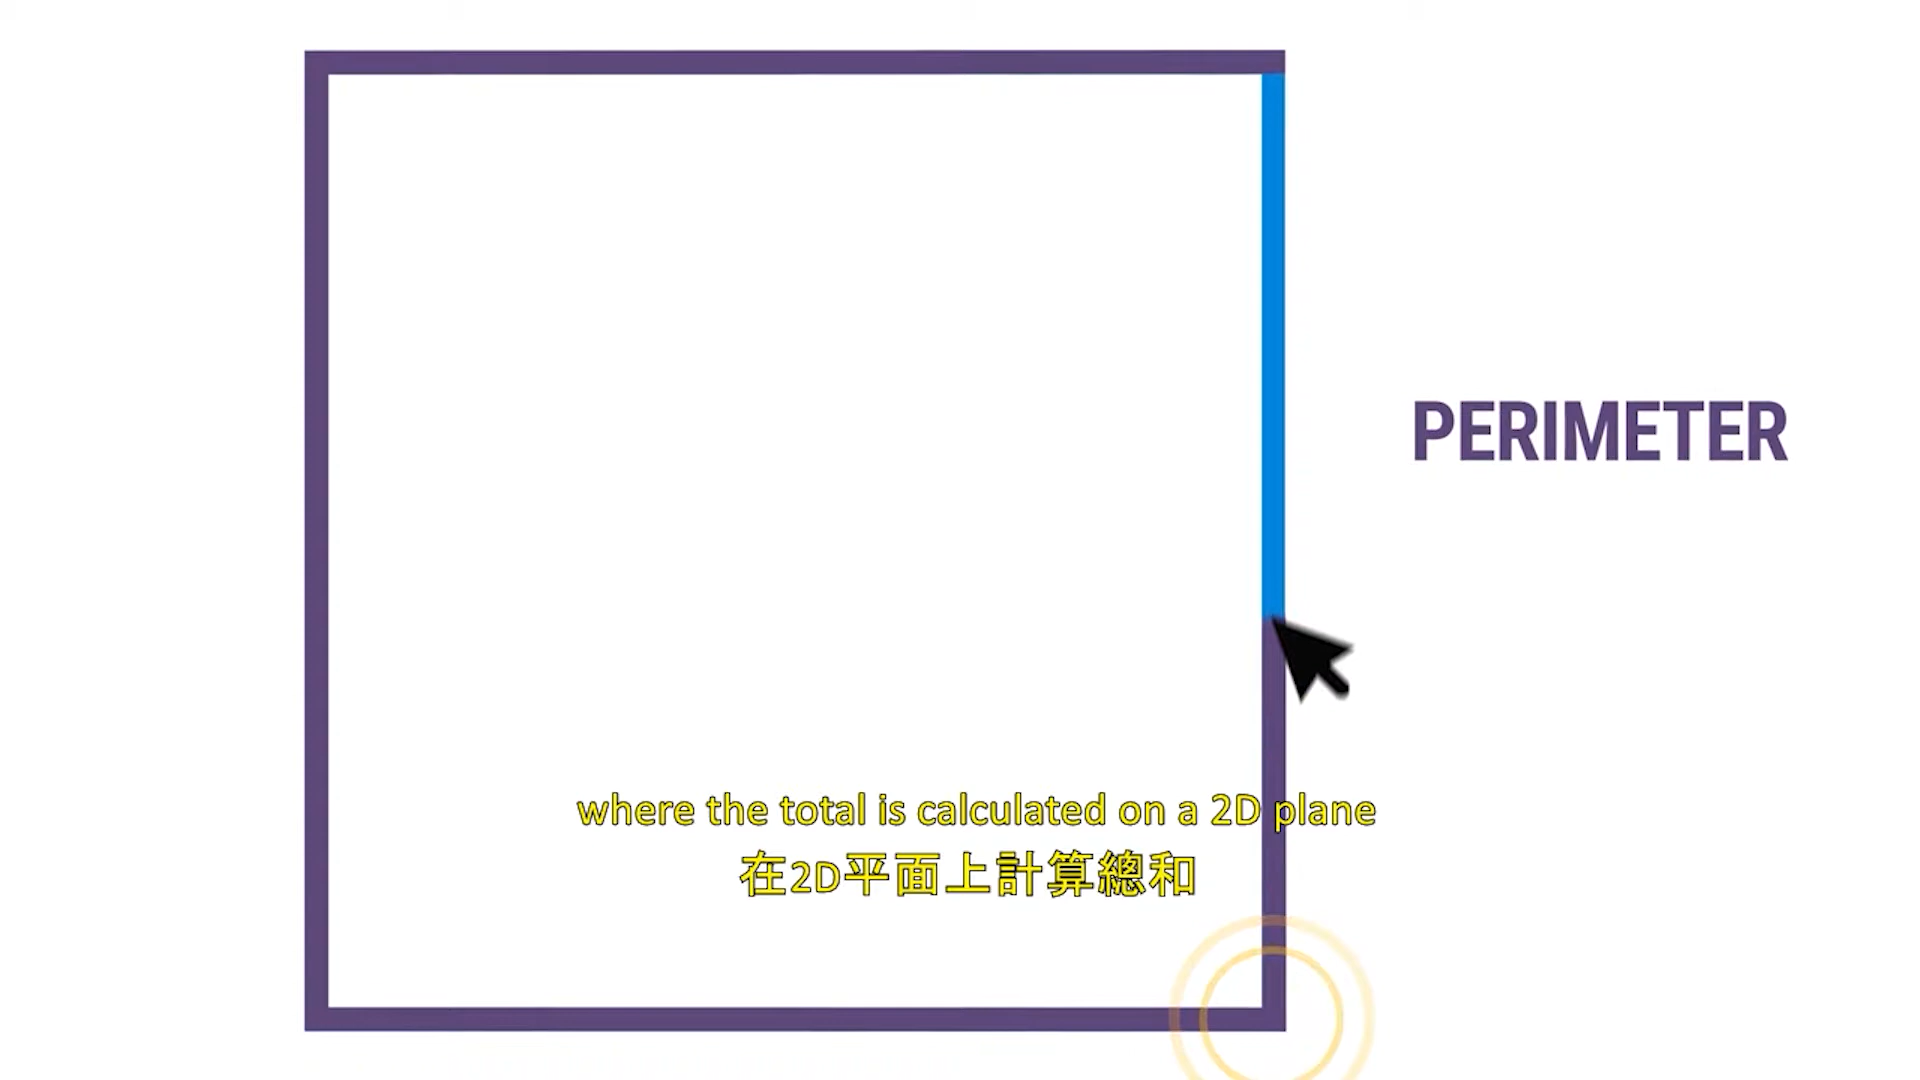 PERIMETER
where the total is calculated on a 2D plane
在2D平面上計算總和